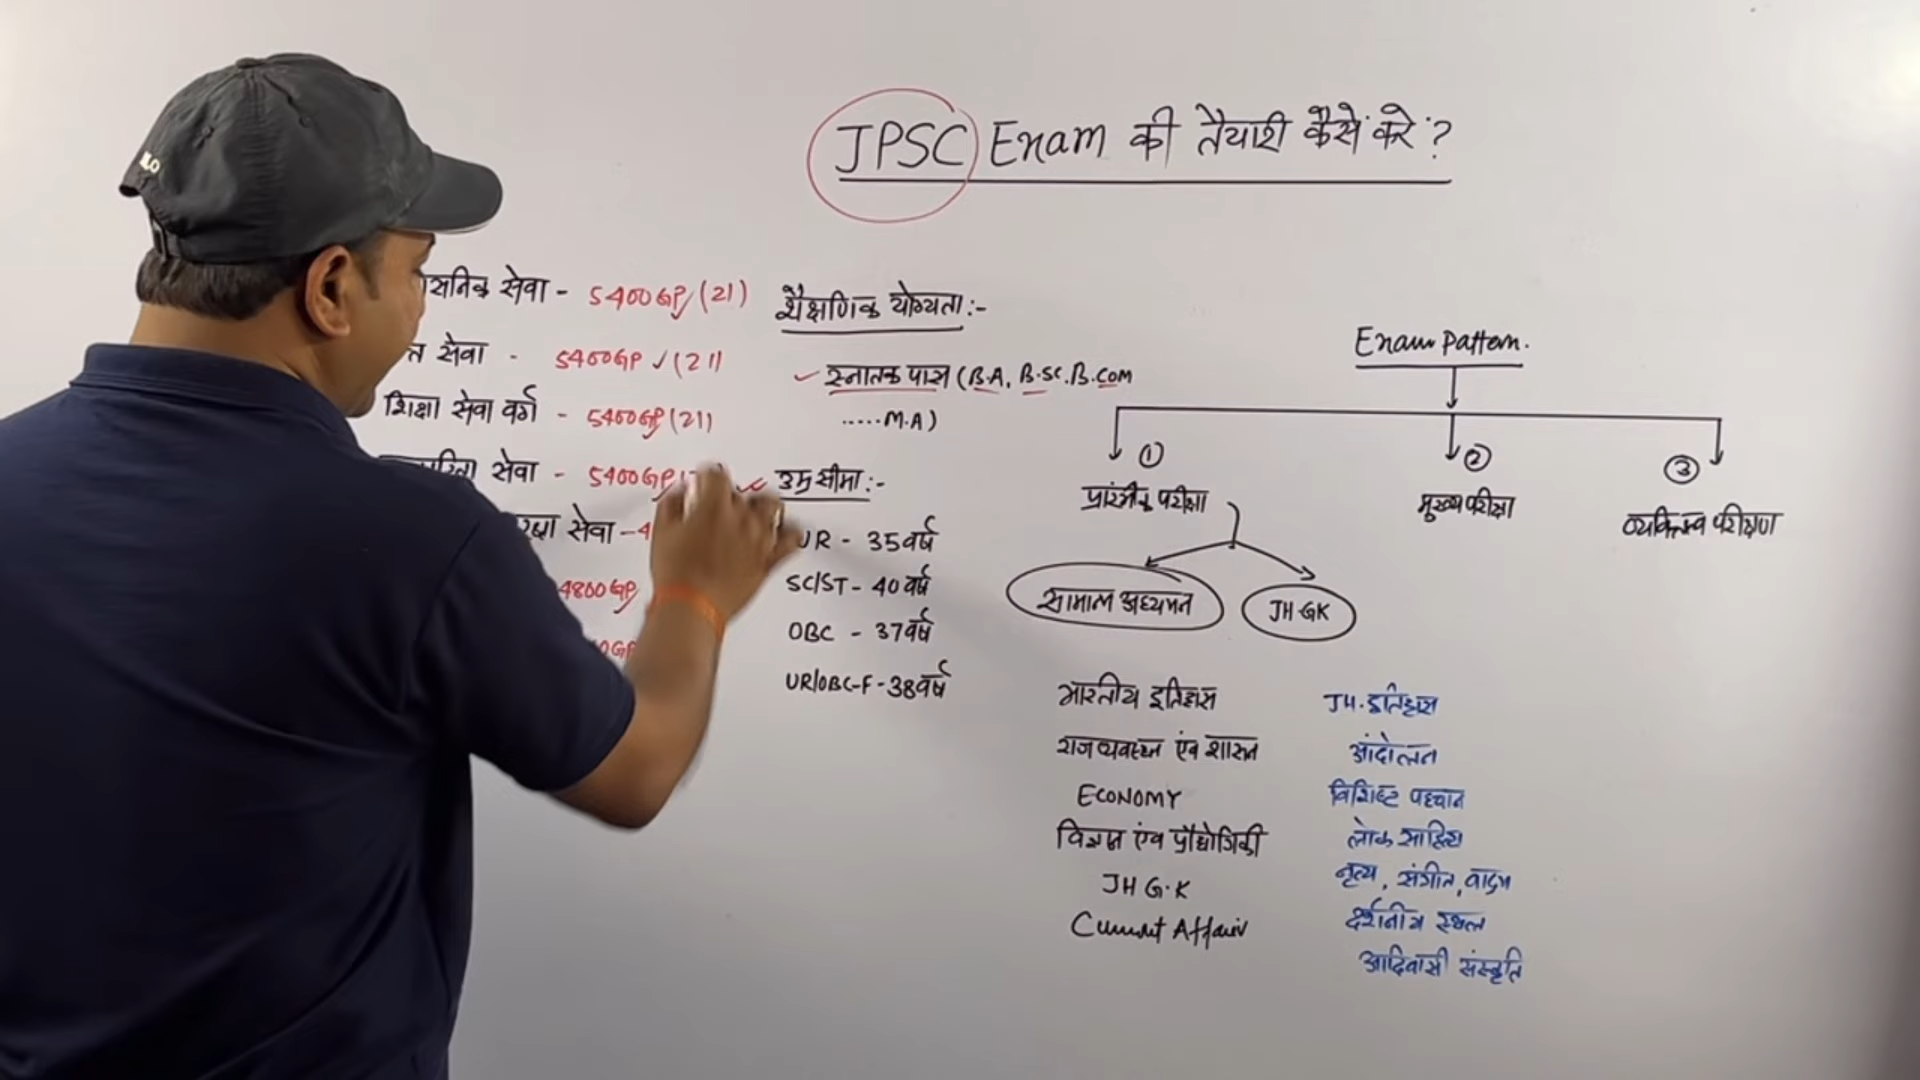 JPSC Exam की तैयारी कैसे करें ?
सेवा - 5400GP (21)
सेवा - 5400GP (21)
शिक्षा सेवा वर्ग - 5400GP (21)
सेवा - 5400GP
सेवा - 4
4800GP
शैक्षणिक योग्यता :-
स्नातक पास (B.A, B.SC, B.COM
..... M.A)
उम्र सीमा :-
UR - 35 वर्ष
SC/ST - 40 वर्ष
OBC - 37 वर्ष
UR/OBC-F - 38 वर्ष
Exam Pattern.
①
प्रारंभीक परीक्षा
②
मुख्य परीक्षा
③
व्यक्तित्व परीक्षण
सामान्य अध्ययन
JH GK
भारतीय इतिहास
राजव्यवस्था एंव शासन
ECONOMY
विज्ञान एंव प्रौद्योगिकी
JH G.K
Current Affair
JH. इतिहास
आंदोलन
विशिष्ट पहचान
लोक साहित्य
नृत्य, संगीत, वाद्य
दर्शनीय स्थल
आदिवासी संस्कृति